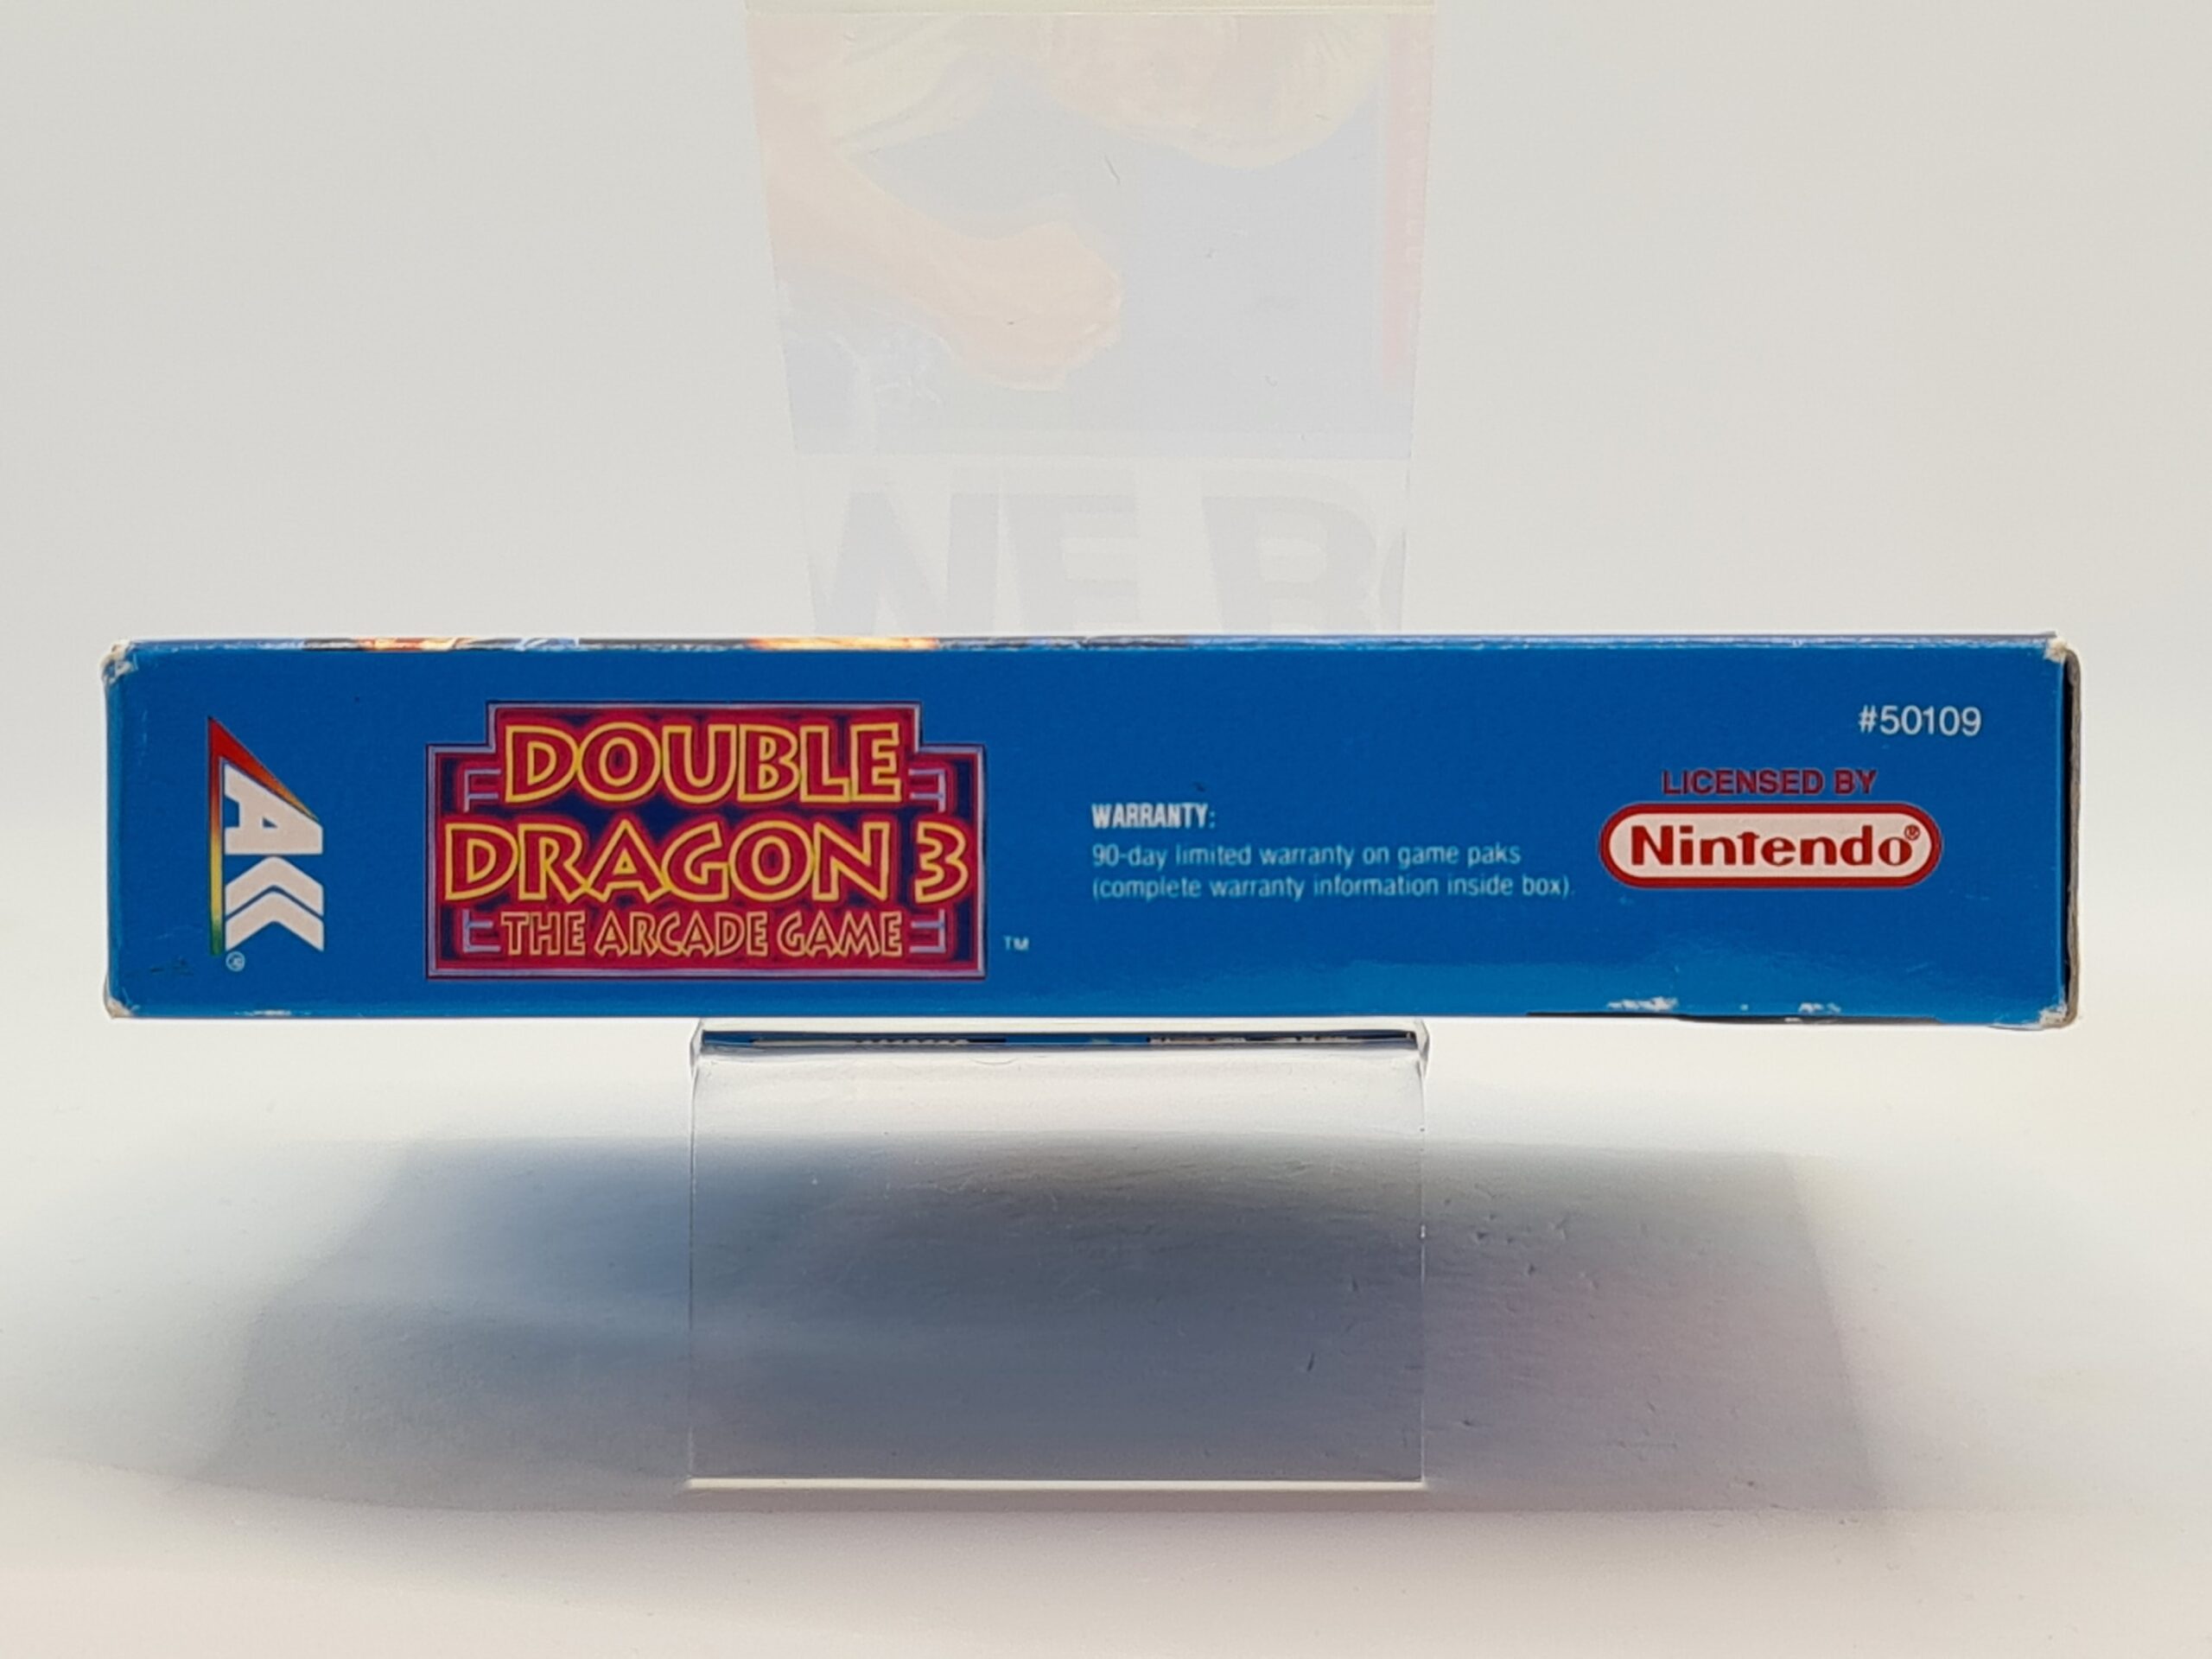 AK
©
DOUBLE
DRAGON 3
THE ARCADE GAME
™
WARRANTY:
90-day limited warranty on game paks
(complete warranty information inside box).
#50109
LICENSED BY
Nintendo®